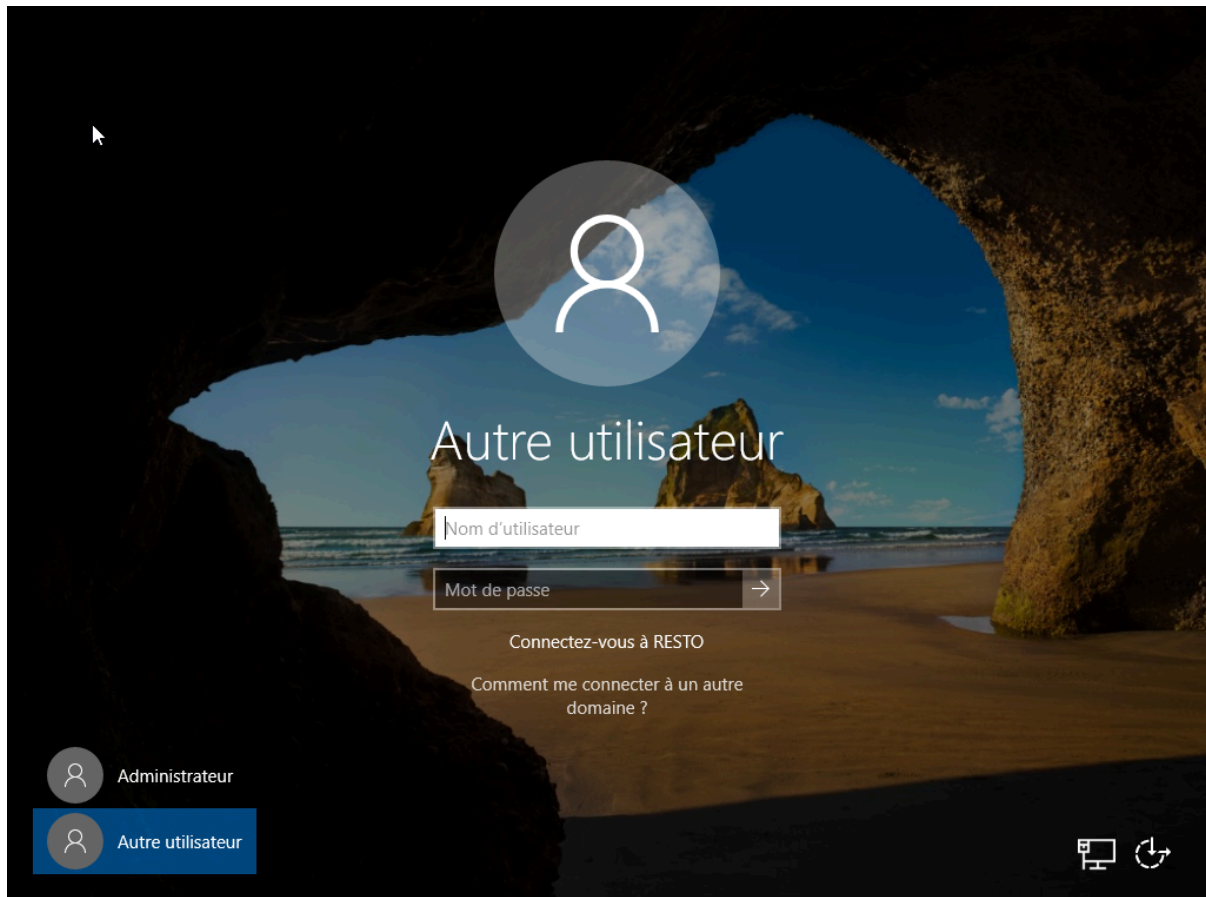 Autre utilisateur
Nom d'utilisateur
Mot de passe
Connectez-vous à RESTO
Comment me connecter à un autre
domaine ?
Administrateur
Autre utilisateur